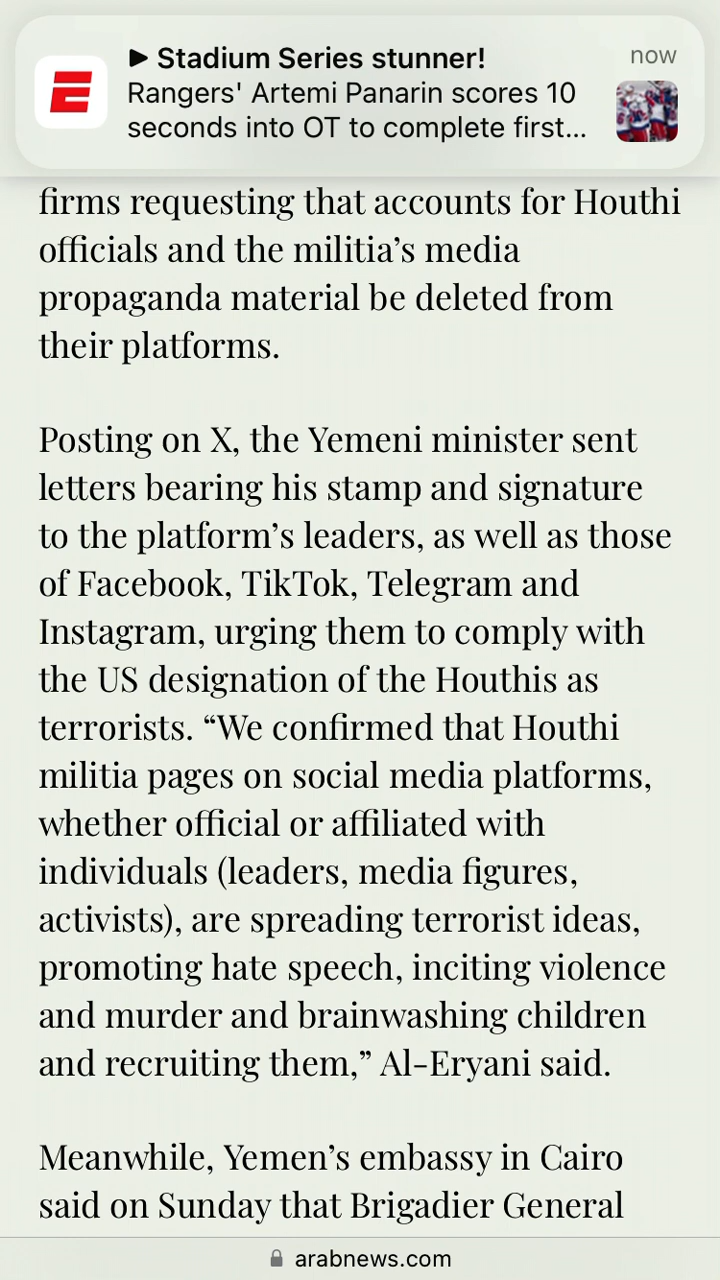 ▶ Stadium Series stunner!
now
Rangers' Artemi Panarin scores 10
seconds into OT to complete first...
firms requesting that accounts for Houthi
officials and the militia’s media
propaganda material be deleted from
their platforms.
Posting on X, the Yemeni minister sent
letters bearing his stamp and signature
to the platform’s leaders, as well as those
of Facebook, TikTok, Telegram and
Instagram, urging them to comply with
the US designation of the Houthis as
terrorists. “We confirmed that Houthi
militia pages on social media platforms,
whether official or affiliated with
individuals (leaders, media figures,
activists), are spreading terrorist ideas,
promoting hate speech, inciting violence
and murder and brainwashing children
and recruiting them,” Al-Eryani said.
Meanwhile, Yemen’s embassy in Cairo
said on Sunday that Brigadier General
arabnews.com